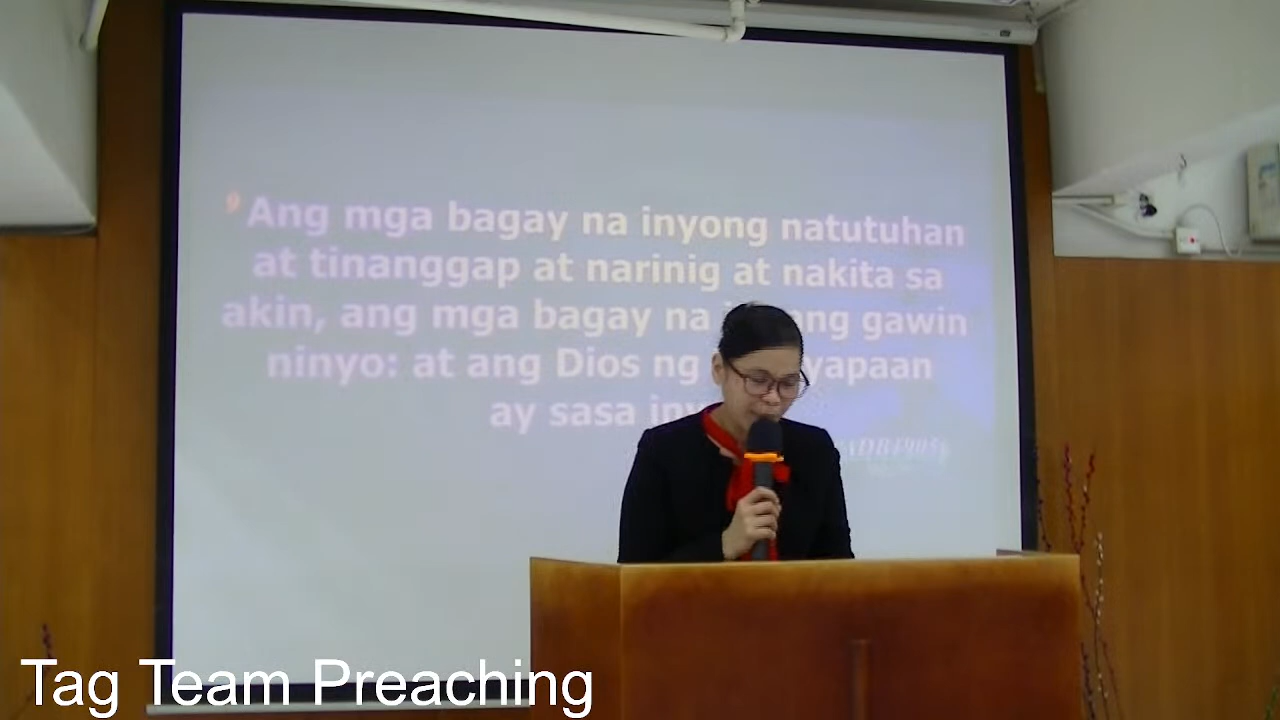 9 Ang mga bagay na inyong natutuhan
at tinanggap at narinig at nakita sa
akin, ang mga bagay na gawin
ninyo: at ang Dios ng
ay sasa
Tag Team Preaching